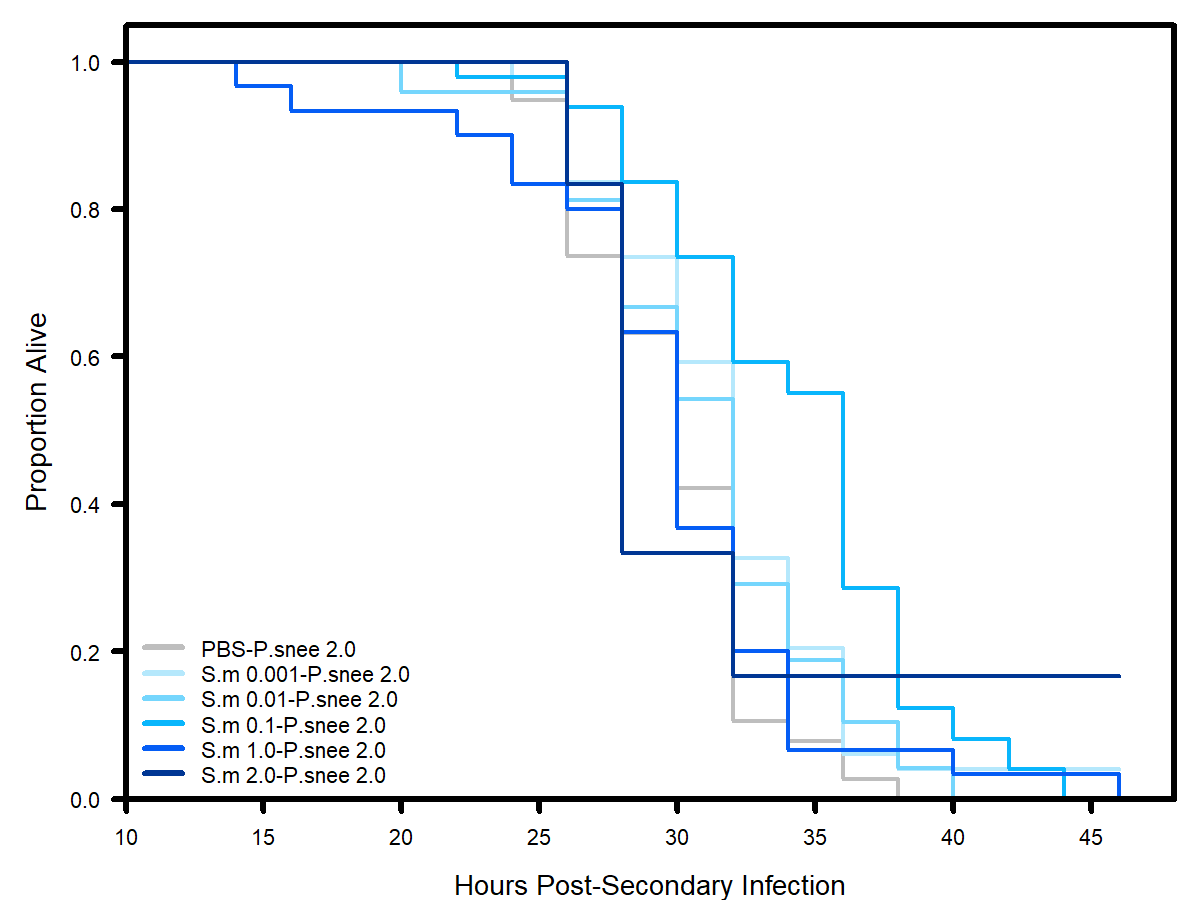 1.0
0.8
0.6
0.4
0.2
0.0
Proportion Alive
PBS-P.snee 2.0
S.m 0.001-P.snee 2.0
S.m 0.01-P.snee 2.0
S.m 0.1-P.snee 2.0
S.m 1.0-P.snee 2.0
S.m 2.0-P.snee 2.0
10 15 20 25 30 35 40 45
Hours Post-Secondary Infection